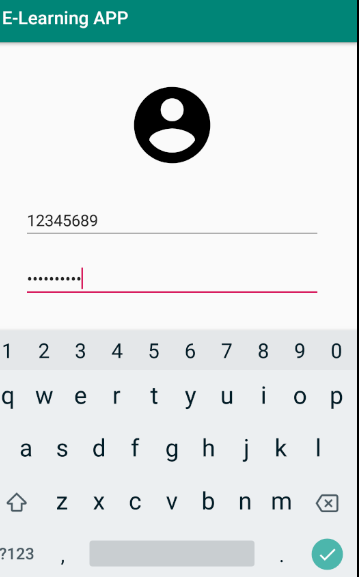 E-Learning APP
12345689
••••••••••
1 2 3 4 5 6 7 8 9 0
q w e r t y u i o p
a s d f g h j k l
z x c v b n m
?123 , .